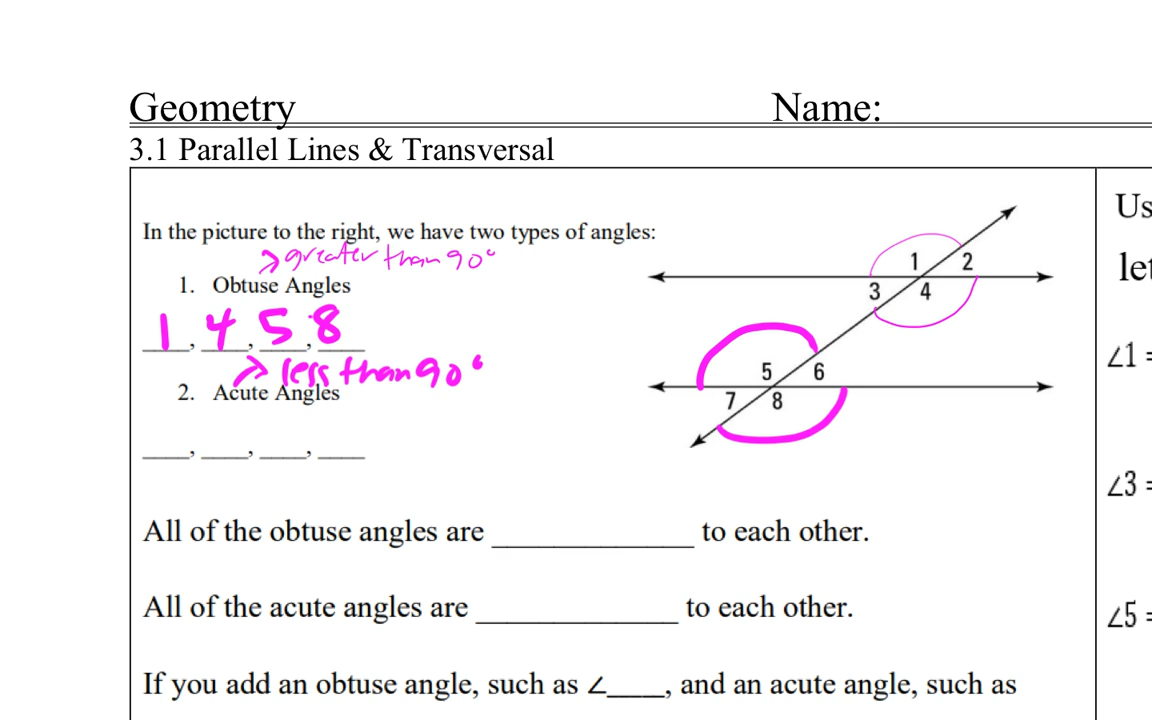 Geometry Name:
3.1 Parallel Lines & Transversal
In the picture to the right, we have two types of angles:
> greater than 90°
1. Obtuse Angles
1, 4, 5, 8
> less than 90°
2. Acute Angles
____, ____, ____, ____
All of the obtuse angles are _____________ to each other.
All of the acute angles are _____________ to each other.
If you add an obtuse angle, such as ∠____, and an acute angle, such as
1 2
3 4
5 6
7 8
Us
let
∠1 =
∠3 =
∠5 =